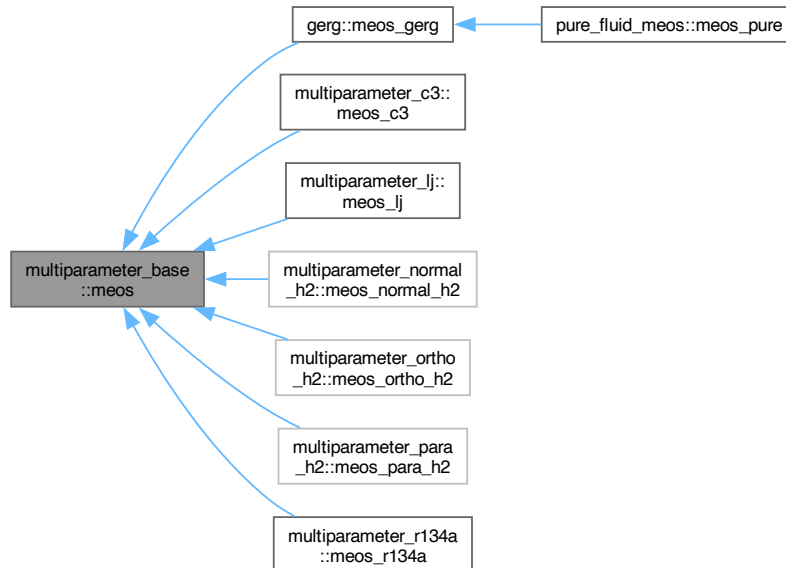 gerg::meos_gerg
pure_fluid_meos::meos_pure
multiparameter_c3::
meos_c3
multiparameter_lj::
meos_lj
multiparameter_base
::meos
multiparameter_normal
_h2::meos_normal_h2
multiparameter_ortho
_h2::meos_ortho_h2
multiparameter_para
_h2::meos_para_h2
multiparameter_r134a
::meos_r134a